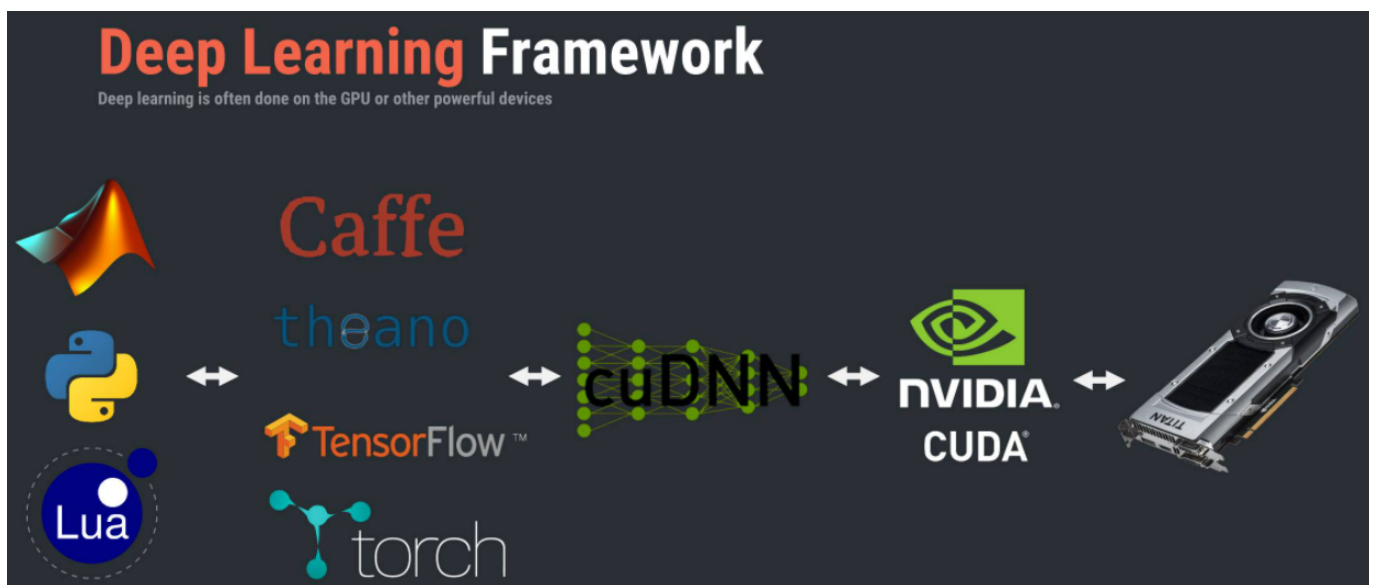 Deep Learning Framework
Deep learning is often done on the GPU or other powerful devices
Caffe
theano
TensorFlow™
torch
Lua
cuDNN
nVIDIA.
CUDA®
TITAN